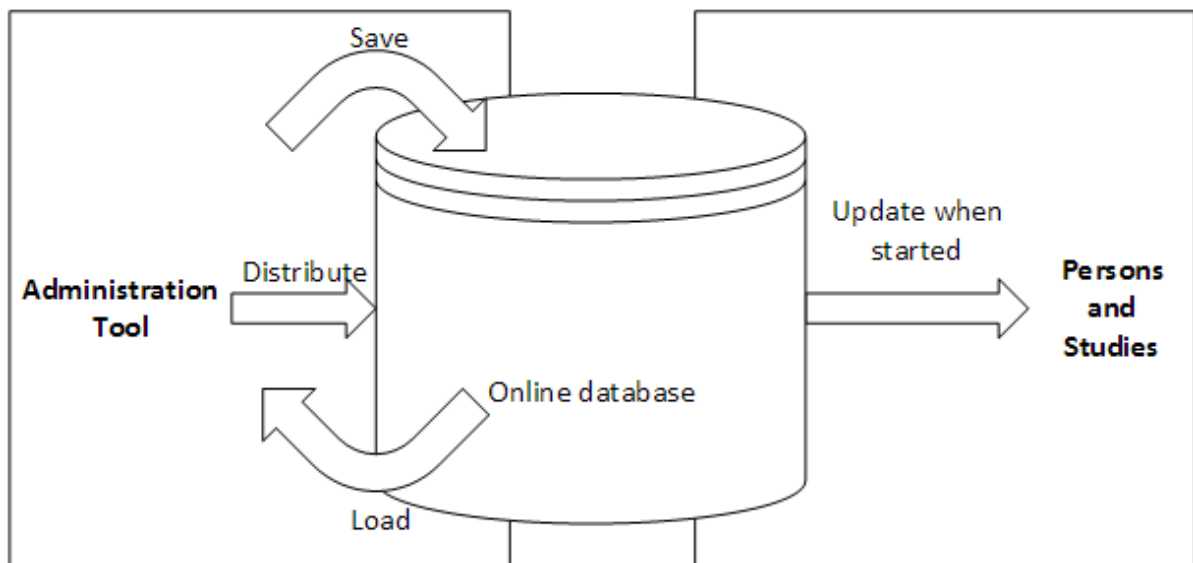 Save
Distribute
Administration
Tool
Online database
Load
Update when
started
Persons
and
Studies